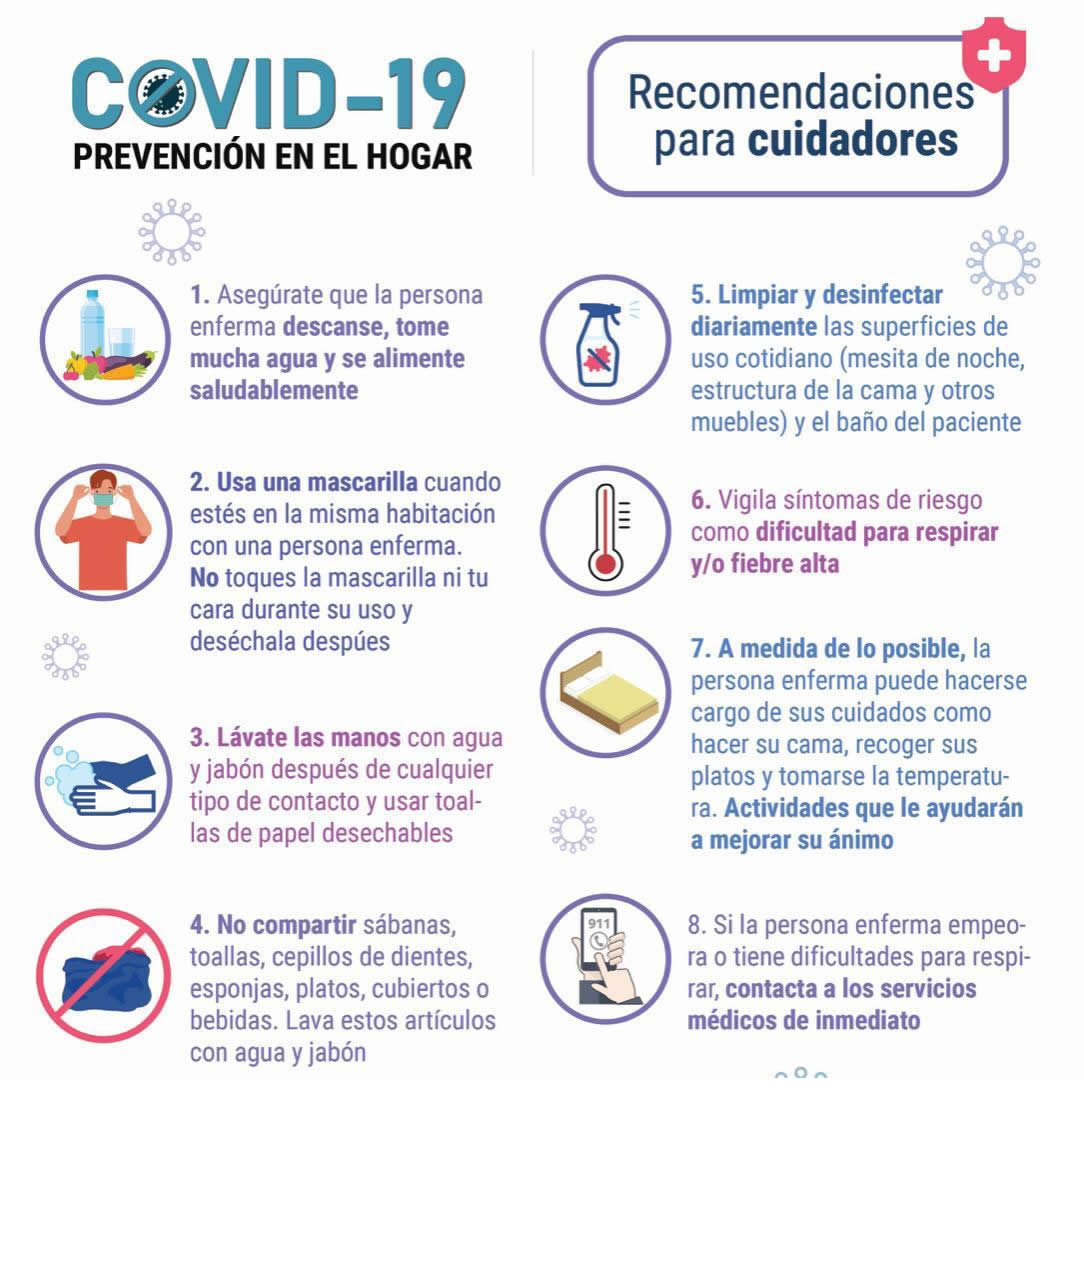 COVID-19
PREVENCIÓN EN EL HOGAR
Recomendaciones
para cuidadores
1. Asegúrate que la persona
enferma descanse, tome
mucha agua y se alimente
saludablemente
2. Usa una mascarilla cuando
estés en la misma habitación
con una persona enferma.
No toques la mascarilla ni tu
cara durante su uso y
deséchala despúes
3. Lávate las manos con agua
y jabón después de cualquier
tipo de contacto y usar toal-
las de papel desechables
4. No compartir sábanas,
toallas, cepillos de dientes,
esponjas, platos, cubiertos o
bebidas. Lava estos artículos
con agua y jabón
5. Limpiar y desinfectar
diariamente las superficies de
uso cotidiano (mesita de noche,
estructura de la cama y otros
muebles) y el baño del paciente
6. Vigila síntomas de riesgo
como dificultad para respirar
y/o fiebre alta
7. A medida de lo posible, la
persona enferma puede hacerse
cargo de sus cuidados como
hacer su cama, recoger sus
platos y tomarse la temperatu-
ra. Actividades que le ayudarán
a mejorar su ánimo
911
8. Si la persona enferma empeo-
ra o tiene dificultades para respi-
rar, contacta a los servicios
médicos de inmediato